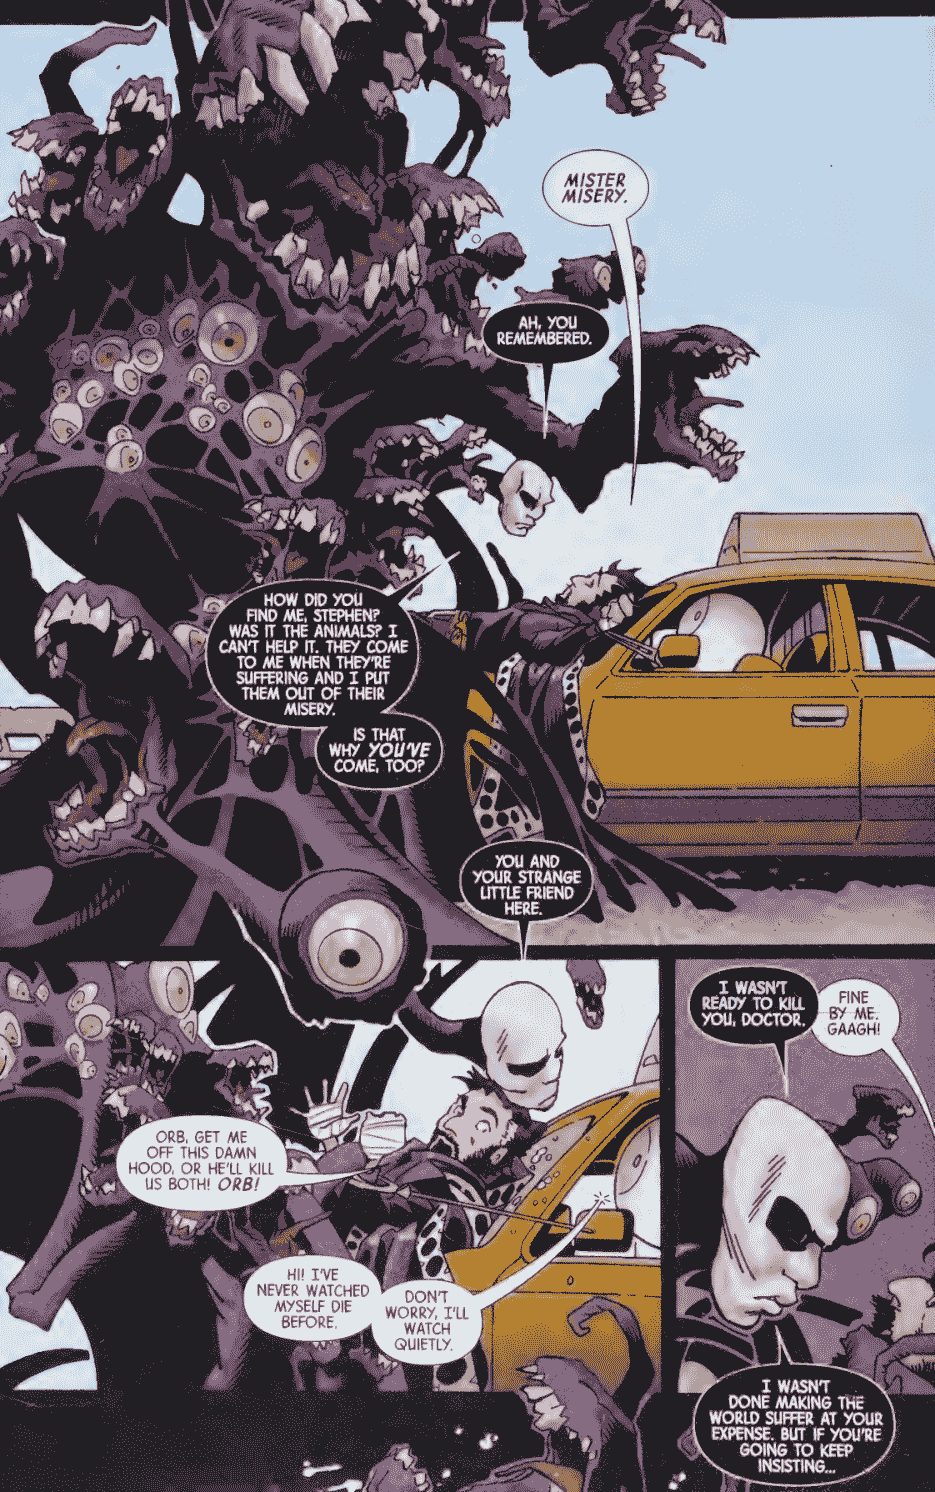 MISTER
MISERY.
AH, YOU
REMEMBERED.
HOW DID YOU
FIND ME, STEPHEN?
WAS IT THE ANIMALS? I
CAN'T HELP IT. THEY COME
TO ME WHEN THEY'RE
SUFFERING AND I PUT
THEM OUT OF THEIR
MISERY.
IS THAT
WHY YOU'VE
COME, TOO?
YOU AND
YOUR STRANGE
LITTLE FRIEND
HERE.
ORB, GET ME
OFF THIS DAMN
HOOD, OR HE'LL KILL
US BOTH! ORB!
HI! I'VE
NEVER WATCHED
MYSELF DIE
BEFORE.
DON'T
WORRY, I'LL
WATCH
QUIETLY.
I WASN'T
READY TO KILL
YOU, DOCTOR.
FINE
BY ME.
GAAGH!
I WASN'T
DONE MAKING THE
WORLD SUFFER AT YOUR
EXPENSE. BUT IF YOU'RE
GOING TO KEEP
INSISTING...